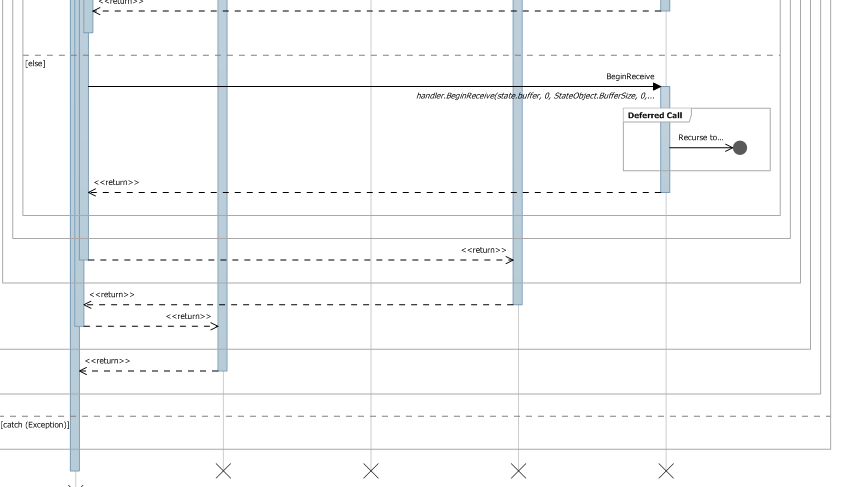 <<return>>
[else]
BeginReceive
handler.BeginReceive(state.buffer, 0, StateObject.BufferSize, 0,...
Deferred Call
Recurse to...
<<return>>
<<return>>
<<return>>
<<return>>
<<return>>
[catch (Exception)]